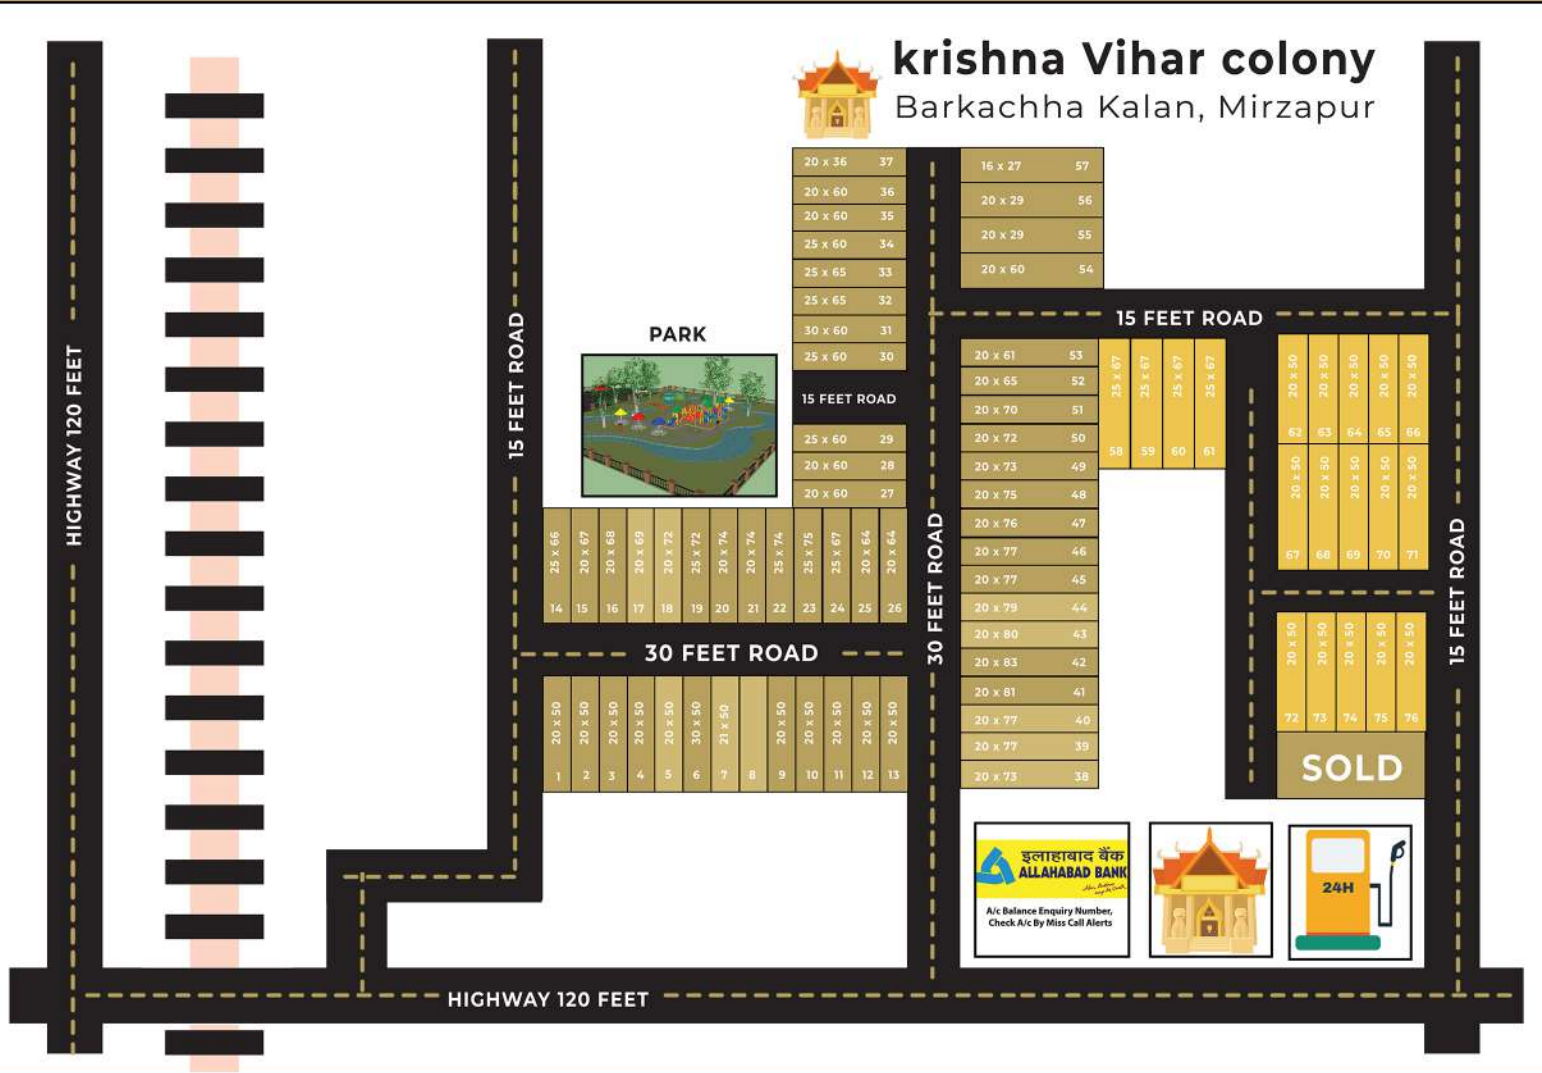 krishna Vihar colony
Barkachha Kalan, Mirzapur
HIGHWAY 120 FEET
15 FEET ROAD
PARK
20 x 36 37
20 x 60 36
20 x 60 35
25 x 60 34
25 x 65 33
25 x 65 32
30 x 60 31
25 x 60 30
15 FEET ROAD
25 x 60 29
20 x 60 28
20 x 60 27
16 x 27 57
20 x 29 56
20 x 29 55
20 x 60 54
15 FEET ROAD
20 x 61 53
20 x 65 52
20 x 70 51
20 x 72 50
20 x 73 49
20 x 75 48
20 x 76 47
20 x 77 46
20 x 77 45
20 x 79 44
20 x 80 43
20 x 83 42
20 x 81 41
20 x 77 40
20 x 77 39
20 x 73 38
25 x 67 25 x 67 25 x 67 25 x 67
58 59 60 61
20 x 50 20 x 50 20 x 50 20 x 50 20 x 50
62 63 64 65 66
20 x 50 20 x 50 20 x 50 20 x 50 20 x 50
67 68 69 70 71
20 x 50 20 x 50 20 x 50 20 x 50 20 x 50
72 73 74 75 76
SOLD
15 FEET ROAD
30 FEET ROAD
25 x 66 20 x 67 20 x 68 20 x 69 20 x 72 25 x 72 20 x 74 20 x 74 25 x 74 25 x 75 25 x 67 20 x 64 20 x 64
14 15 16 17 18 19 20 21 22 23 24 25 26
30 FEET ROAD
20 x 50 20 x 50 20 x 50 20 x 50 20 x 50 30 x 50 21 x 50 20 x 50 20 x 50 20 x 50 20 x 50 20 x 50
1 2 3 4 5 6 7 8 9 10 11 12 13
इलाहाबाद बैंक
ALLAHABAD BANK
A/c Balance Enquiry Number,
Check A/c By Miss Call Alerts
24H
HIGHWAY 120 FEET